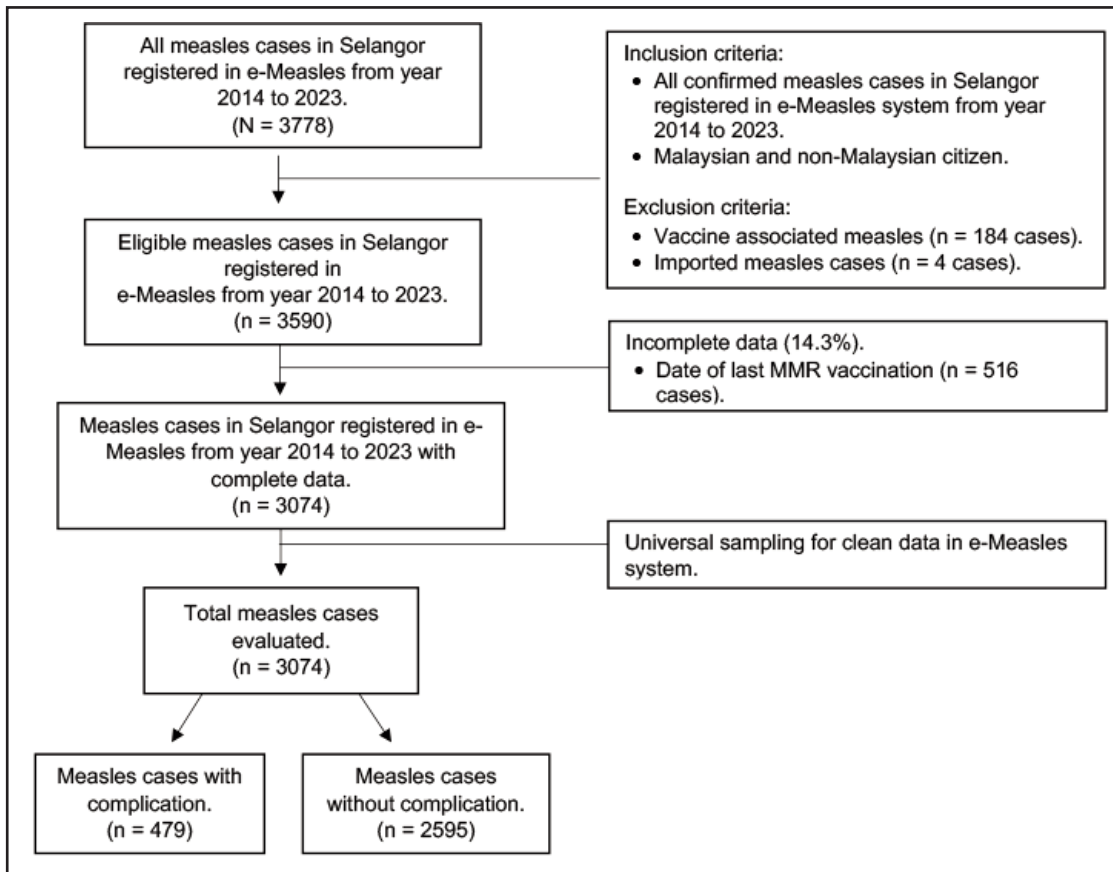 All measles cases in Selangor
registered in e-Measles from year
2014 to 2023.
(N = 3778)
Inclusion criteria:
• All confirmed measles cases in Selangor
registered in e-Measles system from year
2014 to 2023.
• Malaysian and non-Malaysian citizen.
Exclusion criteria:
• Vaccine associated measles (n = 184 cases).
• Imported measles cases (n = 4 cases).
Eligible measles cases in Selangor
registered in
e-Measles from year 2014 to 2023.
(n = 3590)
Incomplete data (14.3%).
• Date of last MMR vaccination (n = 516
cases).
Measles cases in Selangor registered in e-
Measles from year 2014 to 2023 with
complete data.
(n = 3074)
Universal sampling for clean data in e-Measles
system.
Total measles cases
evaluated.
(n = 3074)
Measles cases with
complication.
(n = 479)
Measles cases
without complication.
(n = 2595)